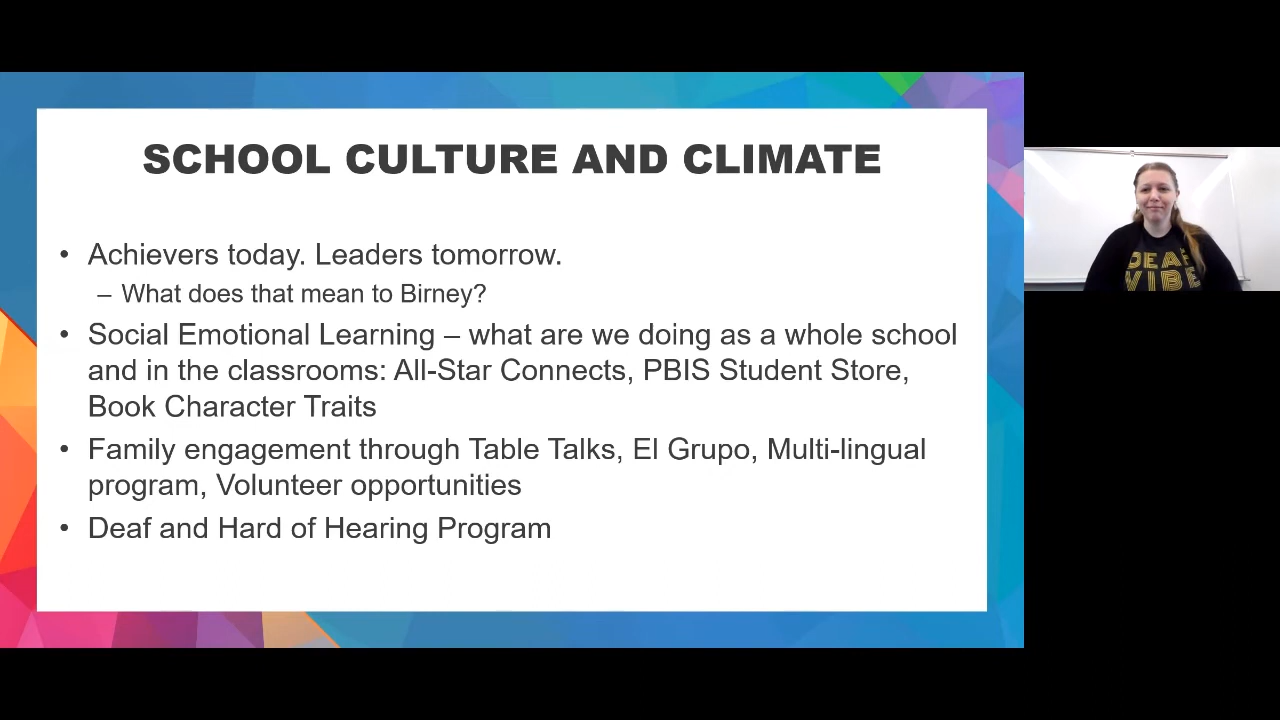 SCHOOL CULTURE AND CLIMATE
• Achievers today. Leaders tomorrow.
– What does that mean to Birney?
• Social Emotional Learning – what are we doing as a whole school
and in the classrooms: All-Star Connects, PBIS Student Store,
Book Character Traits
• Family engagement through Table Talks, El Grupo, Multi-lingual
program, Volunteer opportunities
• Deaf and Hard of Hearing Program
DEAF
VIBE